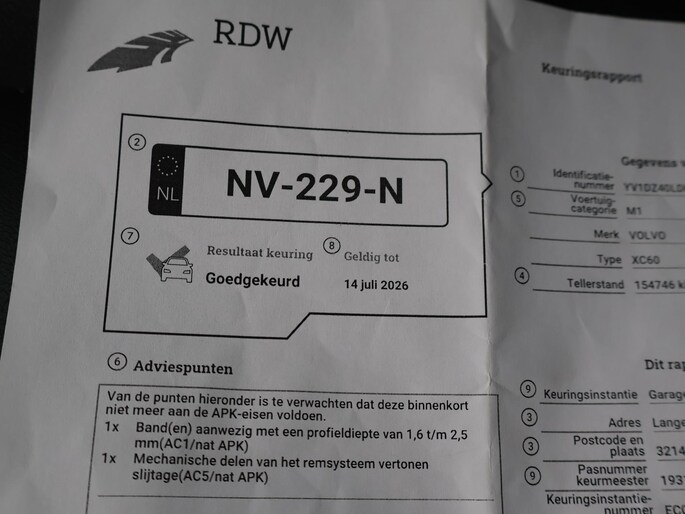 RDW
Keuringsrapport
2
NL
NV-229-N
7
Resultaat keuring
Goedgekeurd
8
Geldig tot
14 juli 2026
6 Adviespunten
Van de punten hieronder is te verwachten dat deze binnenkort
niet meer aan de APK-eisen voldoen.
1x Band(en) aanwezig met een profieldiepte van 1,6 t/m 2,5
mm(AC1/nat APK)
1x Mechanische delen van het remsysteem vertonen
slijtage(AC5/nat APK)
Gegevens
1 Identificatie-
nummer
5 Voertuig-
categorie M1
Merk VOLVO
Type XC60
4 Tellerstand 154746
Dit
9 Keuringsinstantie
3 Adres
3 Postcode en
plaats 3214
9 Pasnummer
keurmeester
Keuringsinstantie-
nummer